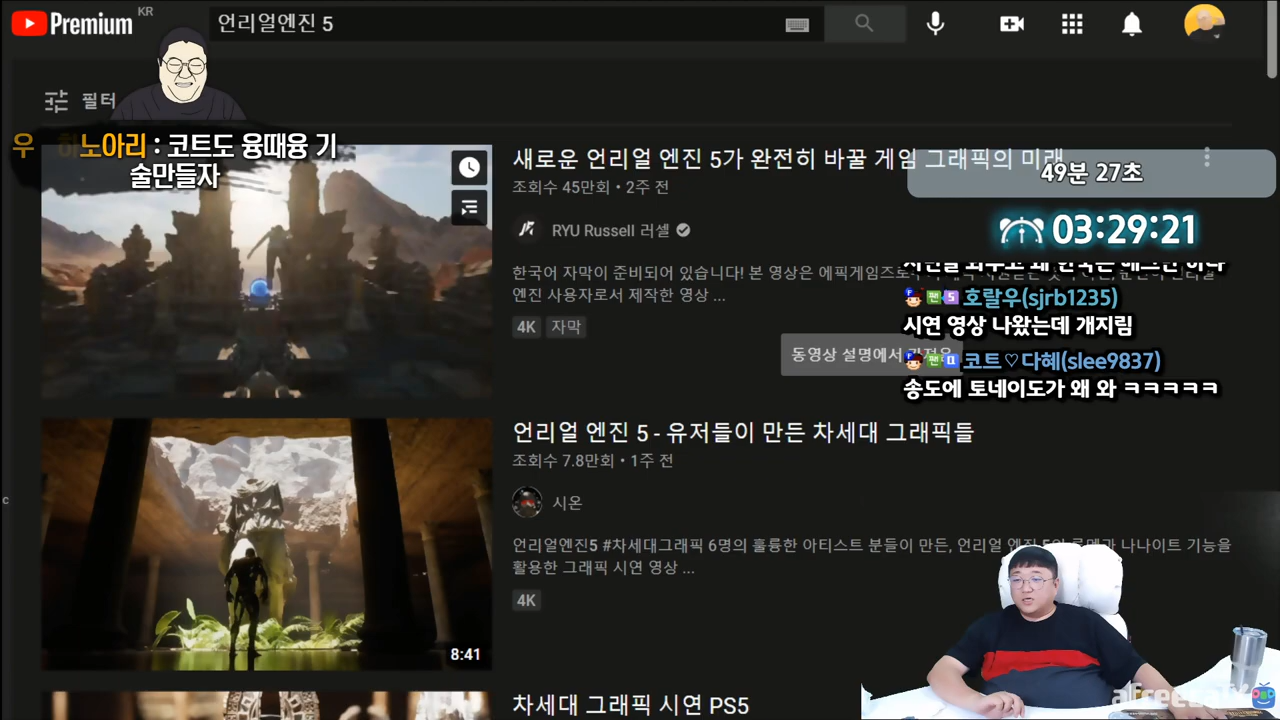 Premium KR
언리얼엔진 5
필터
우
노아리 : 코트도 융때융 기
술만들자
새로운 언리얼 엔진 5가 완전히 바꿀 게임 그래픽의 미래
조회수 45만회 • 2주 전
49분 27초
RYU Russell 러셀
03:29:21
한국어 자막이 준비되어 있습니다! 본 영상은 에픽게임즈로
엔진 사용자로서 제작한 영상 ...
4K 자막
호랄우(sjrb1235)
시연 영상 나왔는데 개지림
동영상 설명에서
코트♡다혜(slee9837)
송도에 토네이도가 왜 와 ㅋㅋㅋㅋㅋ
언리얼 엔진 5 - 유저들이 만든 차세대 그래픽들
조회수 7.8만회 • 1주 전
시온
언리얼엔진5 #차세대그래픽 6명의 훌륭한 아티스트 분들이 만든, 언리얼 엔진 나나이트 기능을
활용한 그래픽 시연 영상 ...
4K
8:41
차세대 그래픽 시연 PS5
afreecaTV